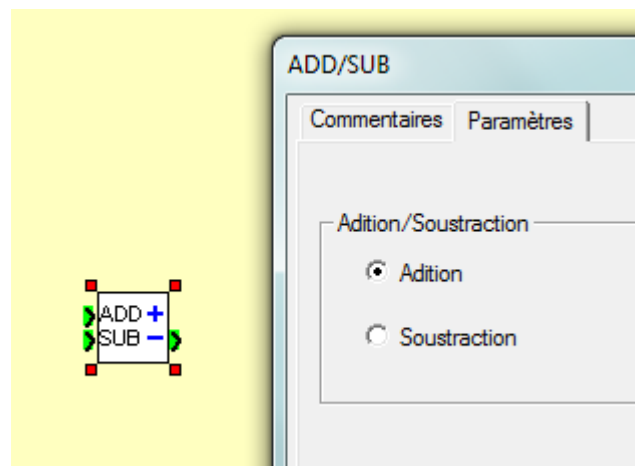 ADD/SUB
Commentaires Paramètres
Adition/Soustraction
Adition
Soustraction
ADD +
SUB −